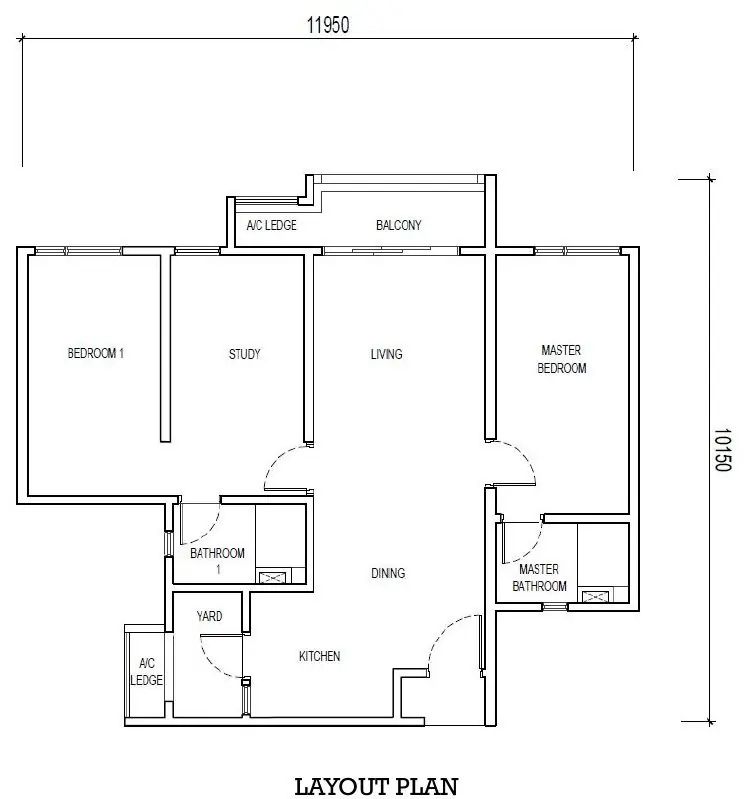 11950
A/C LEDGE
BALCONY
BEDROOM 1
STUDY
LIVING
MASTER
BEDROOM
10150
BATHROOM
1
DINING
MASTER
BATHROOM
YARD
KITCHEN
A/C
LEDGE
LAYOUT PLAN